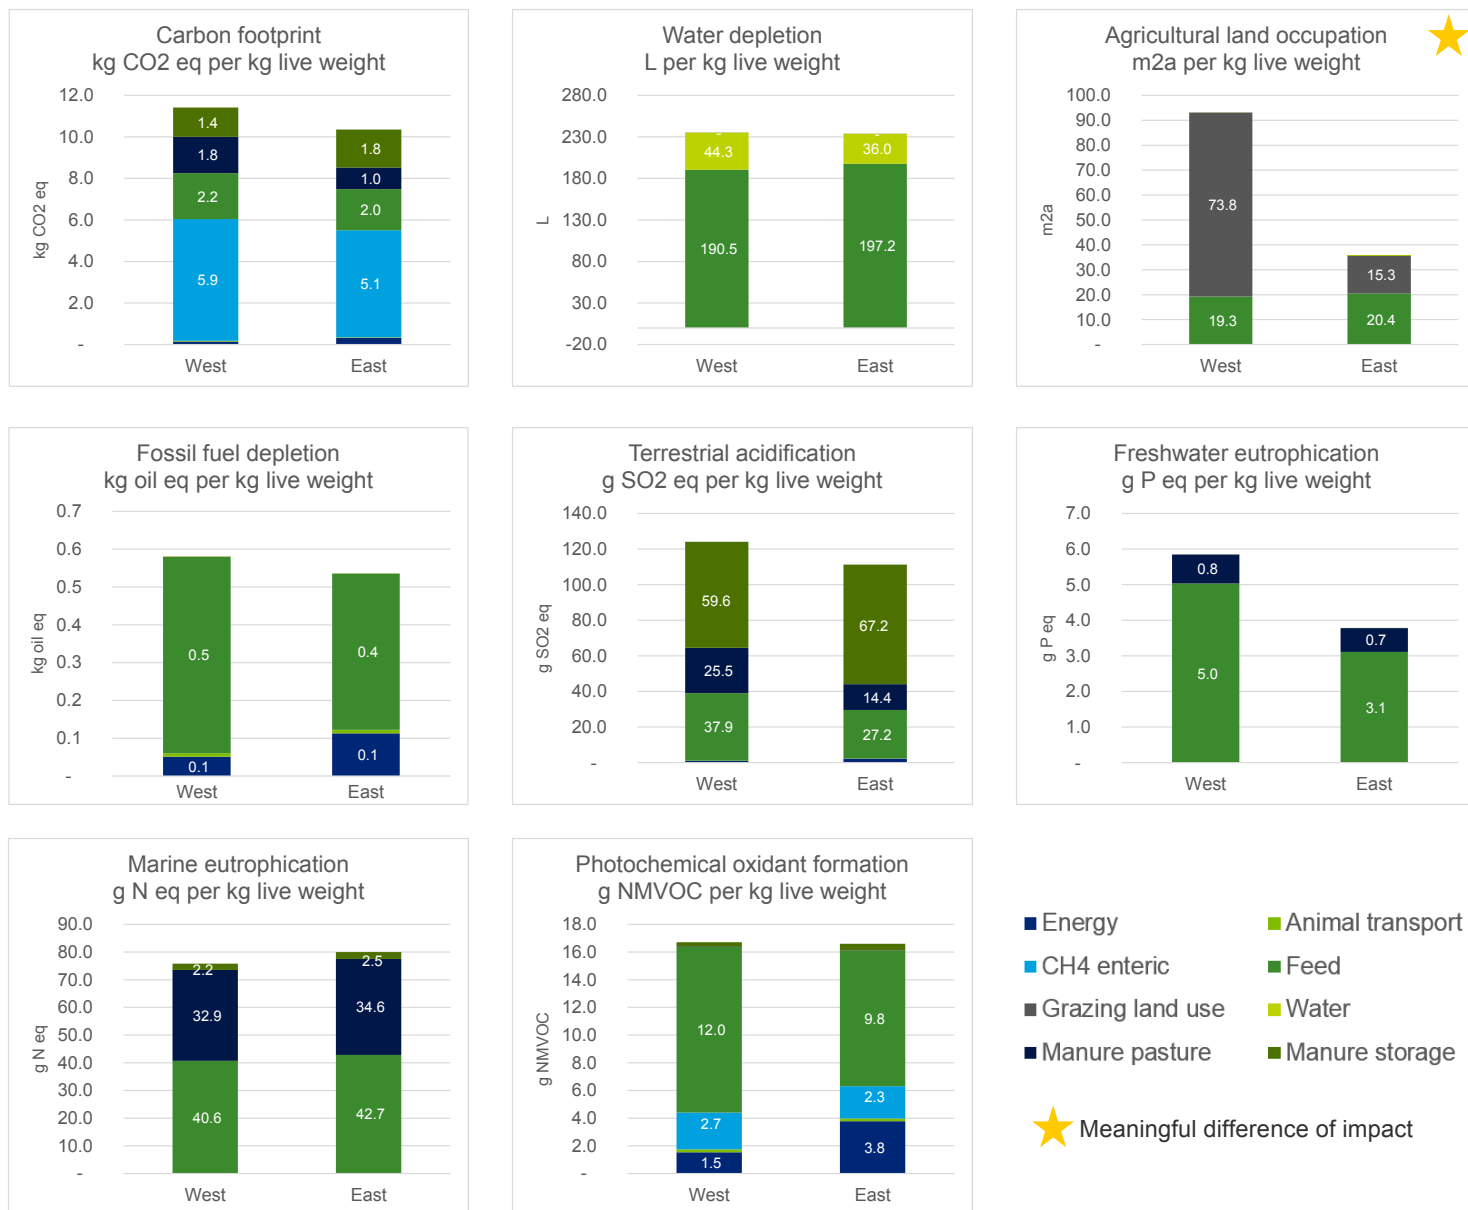 Carbon footprint
kg CO2 eq per kg live weight
kg CO2 eq
12.0
10.0
8.0
6.0
4.0
2.0
-
1.4
1.8
2.2
5.9
1.8
1.0
2.0
5.1
West
East
Water depletion
L per kg live weight
L
280.0
230.0
180.0
130.0
80.0
30.0
-20.0
-
44.3
190.5
-
36.0
197.2
West
East
Agricultural land occupation
m2a per kg live weight
m2a
100.0
90.0
80.0
70.0
60.0
50.0
40.0
30.0
20.0
10.0
-
73.8
19.3
15.3
20.4
West
East
Fossil fuel depletion
kg oil eq per kg live weight
kg oil eq
0.7
0.6
0.5
0.4
0.3
0.2
0.1
-
0.5
0.1
0.4
0.1
West
East
Terrestrial acidification
g SO2 eq per kg live weight
g SO2 eq
140.0
120.0
100.0
80.0
60.0
40.0
20.0
-
59.6
25.5
37.9
67.2
14.4
27.2
West
East
Freshwater eutrophication
g P eq per kg live weight
g P eq
7.0
6.0
5.0
4.0
3.0
2.0
1.0
-
0.8
5.0
0.7
3.1
West
East
Marine eutrophication
g N eq per kg live weight
g N eq
90.0
80.0
70.0
60.0
50.0
40.0
30.0
20.0
10.0
-
2.2
32.9
40.6
2.5
34.6
42.7
West
East
Photochemical oxidant formation
g NMVOC per kg live weight
g NMVOC
18.0
16.0
14.0
12.0
10.0
8.0
6.0
4.0
2.0
-
12.0
2.7
1.5
9.8
2.3
3.8
West
East
Energy
Animal transport
CH4 enteric
Feed
Grazing land use
Water
Manure pasture
Manure storage
Meaningful difference of impact